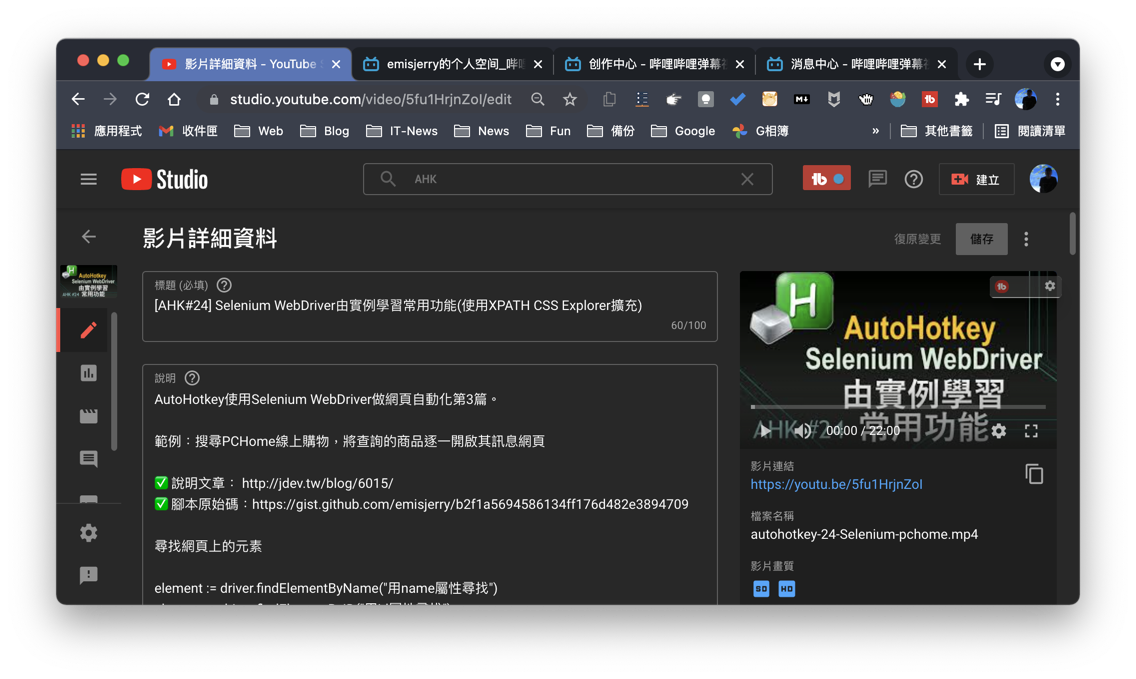 影片詳細資料 - YouTube S
emisjerry的个人空间_哔哩
创作中心 - 哔哩哔哩弹幕视
消息中心 - 哔哩哔哩弹幕视
studio.youtube.com/video/5fu1HrjnZoI/edit
應用程式 收件匣 Web Blog IT-News News Fun 備份 Google G相簿 » 其他書籤 閱讀清單
Studio
AHK
建立
影片詳細資料
復原變更
儲存
標題 (必填)
[AHK#24] Selenium WebDriver由實例學習常用功能(使用XPATH CSS Explorer擴充)
60/100
說明
AutoHotkey使用Selenium WebDriver做網頁自動化第3篇。
範例：搜尋PCHome線上購物，將查詢的商品逐一開啟其訊息網頁
✅ 說明文章： http://jdev.tw/blog/6015/
✅ 腳本原始碼：https://gist.github.com/emisjerry/b2f1a5694586134ff176d482e3894709
尋找網頁上的元素
element := driver.findElementByName("用name屬性尋找")
H
AutoHotkey
Selenium WebDriver
由實例學習
AHK #24 常用功能
00:00 / 22:00
影片連結
https://youtu.be/5fu1HrjnZoI
檔案名稱
autohotkey-24-Selenium-pchome.mp4
影片畫質
SD HD